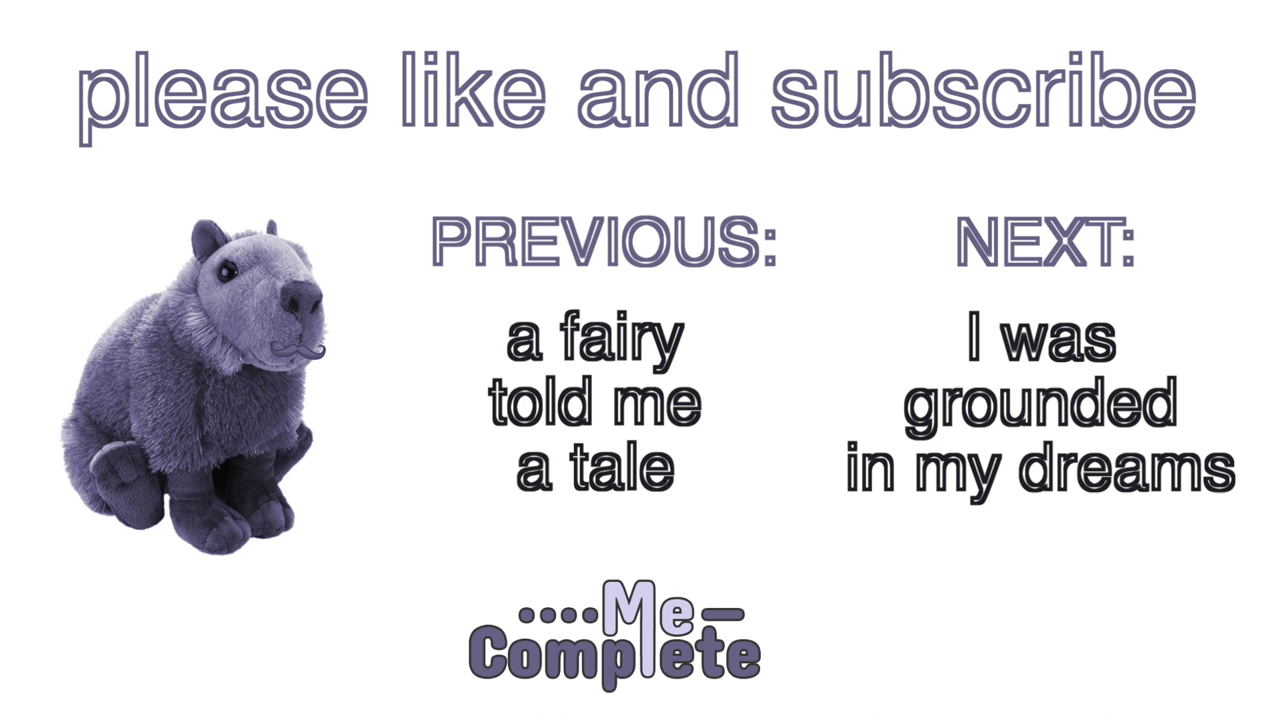 please like and subscribe
PREVIOUS:
a fairy
told me
a tale
NEXT:
I was
grounded
in my dreams
....Me–
Complete